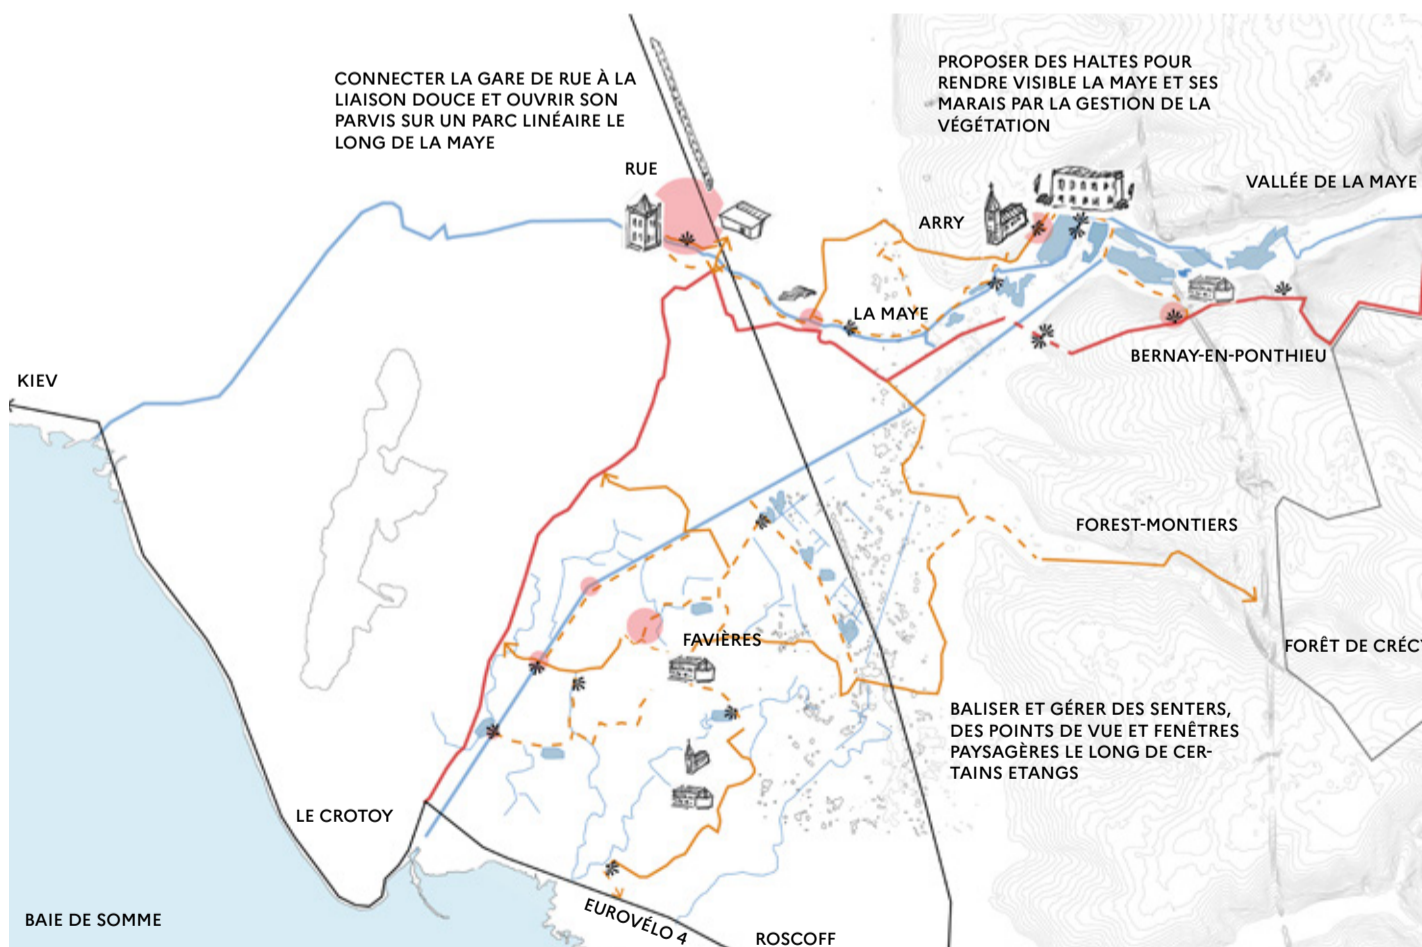 CONNECTER LA GARE DE RUE À LA
LIAISON DOUCE ET OUVRIR SON
PARVIS SUR UN PARC LINÉAIRE LE
LONG DE LA MAYE
PROPOSER DES HALTES POUR
RENDRE VISIBLE LA MAYE ET SES
MARAIS PAR LA GESTION DE LA
VÉGÉTATION
RUE
VALLÉE DE LA MAYE
ARRY
LA MAYE
BERNAY-EN-PONTHIEU
KIEV
FOREST-MONTIERS
FAVIÈRES
FORÊT DE CRÉC
BALISER ET GÉRER DES SENTERS,
DES POINTS DE VUE ET FENÊTRES
PAYSAGÈRES LE LONG DE CER-
TAINS ETANGS
LE CROTOY
BAIE DE SOMME
EUROVÉLO 4
ROSCOFF